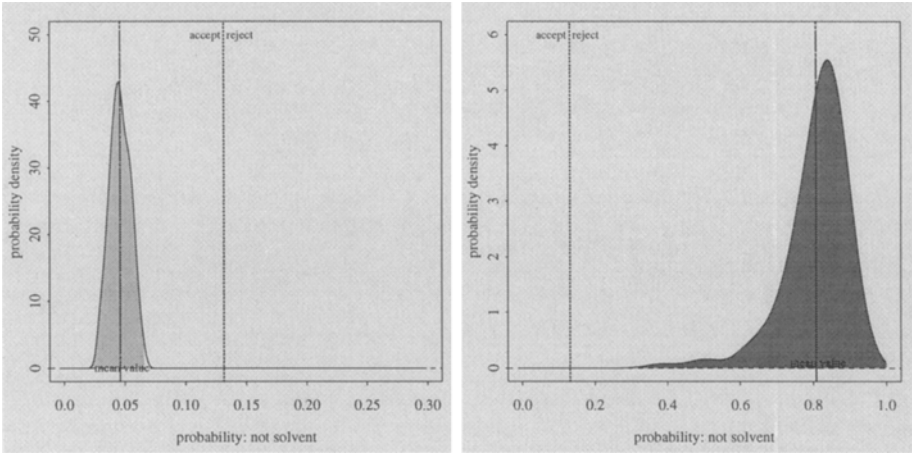 accept reject
50
40
30
20
10
0
probability density
mean value
0.0 0.05 0.10 0.15 0.20 0.25 0.30
probability: not solvent
accept reject
6
5
4
3
2
1
0
probability density
mean value
0.0 0.2 0.4 0.6 0.8 1.0
probability: not solvent